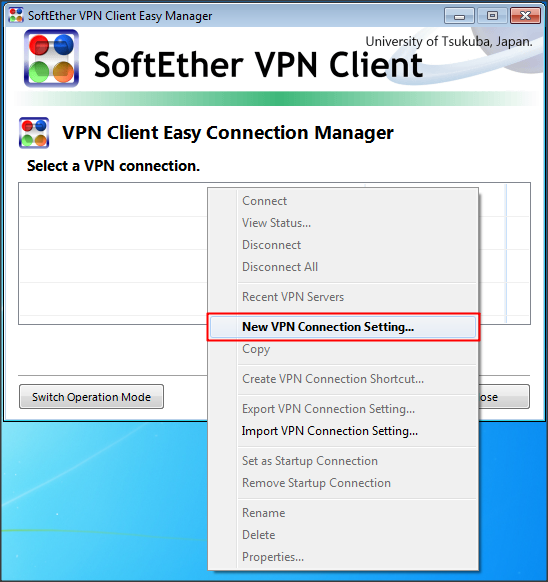 SoftEther VPN Client Easy Manager
University of Tsukuba, Japan.
SoftEther VPN Client
VPN Client Easy Connection Manager
Select a VPN connection.
Connect
View Status...
Disconnect
Disconnect All
Recent VPN Servers
New VPN Connection Setting...
Copy
Create VPN Connection Shortcut...
Export VPN Connection Setting...
Import VPN Connection Setting...
Set as Startup Connection
Remove Startup Connection
Rename
Delete
Properties...
Switch Operation Mode
ose